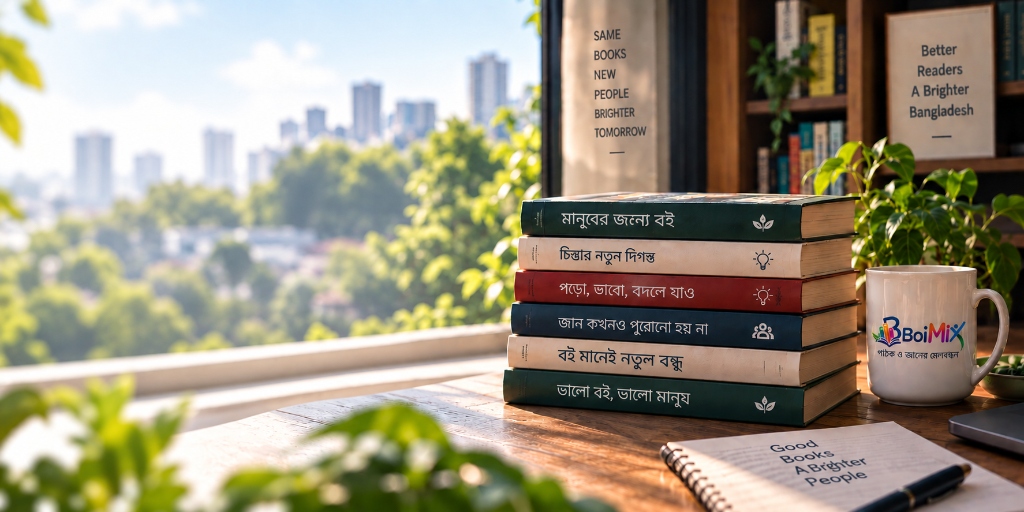 SAME
BOOKS
NEW
PEOPLE
BRIGHTER
TOMORROW
Better
Readers
A Brighter
Bangladesh
মানুবের জন্যে বই
চিন্তার নতুন দিগন্ত
পড়ো, ভাবো, বদলে যাও
জান কখনও পুরোনো হয় না
বই মানেই নতুল বন্ধু
ভালো বই, ভালো মানুয
BoiMix
পাঠক ও জানের মেলবন্ধন
Good
Books
A Brighter
People